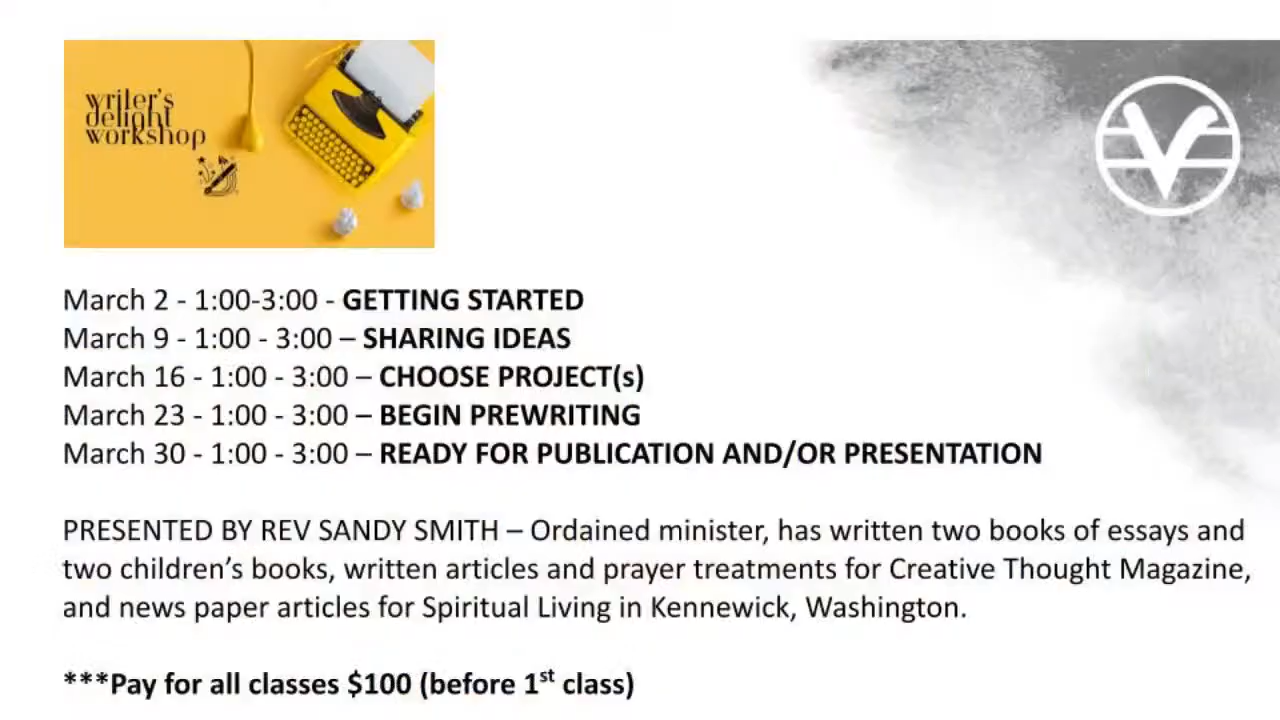 writer's
delight
workshop
March 2 - 1:00-3:00 - GETTING STARTED
March 9 - 1:00 - 3:00 – SHARING IDEAS
March 16 - 1:00 - 3:00 – CHOOSE PROJECT(s)
March 23 - 1:00 - 3:00 – BEGIN PREWRITING
March 30 - 1:00 - 3:00 – READY FOR PUBLICATION AND/OR PRESENTATION
PRESENTED BY REV SANDY SMITH – Ordained minister, has written two books of essays and
two children's books, written articles and prayer treatments for Creative Thought Magazine,
and news paper articles for Spiritual Living in Kennewick, Washington.
***Pay for all classes $100 (before 1st class)